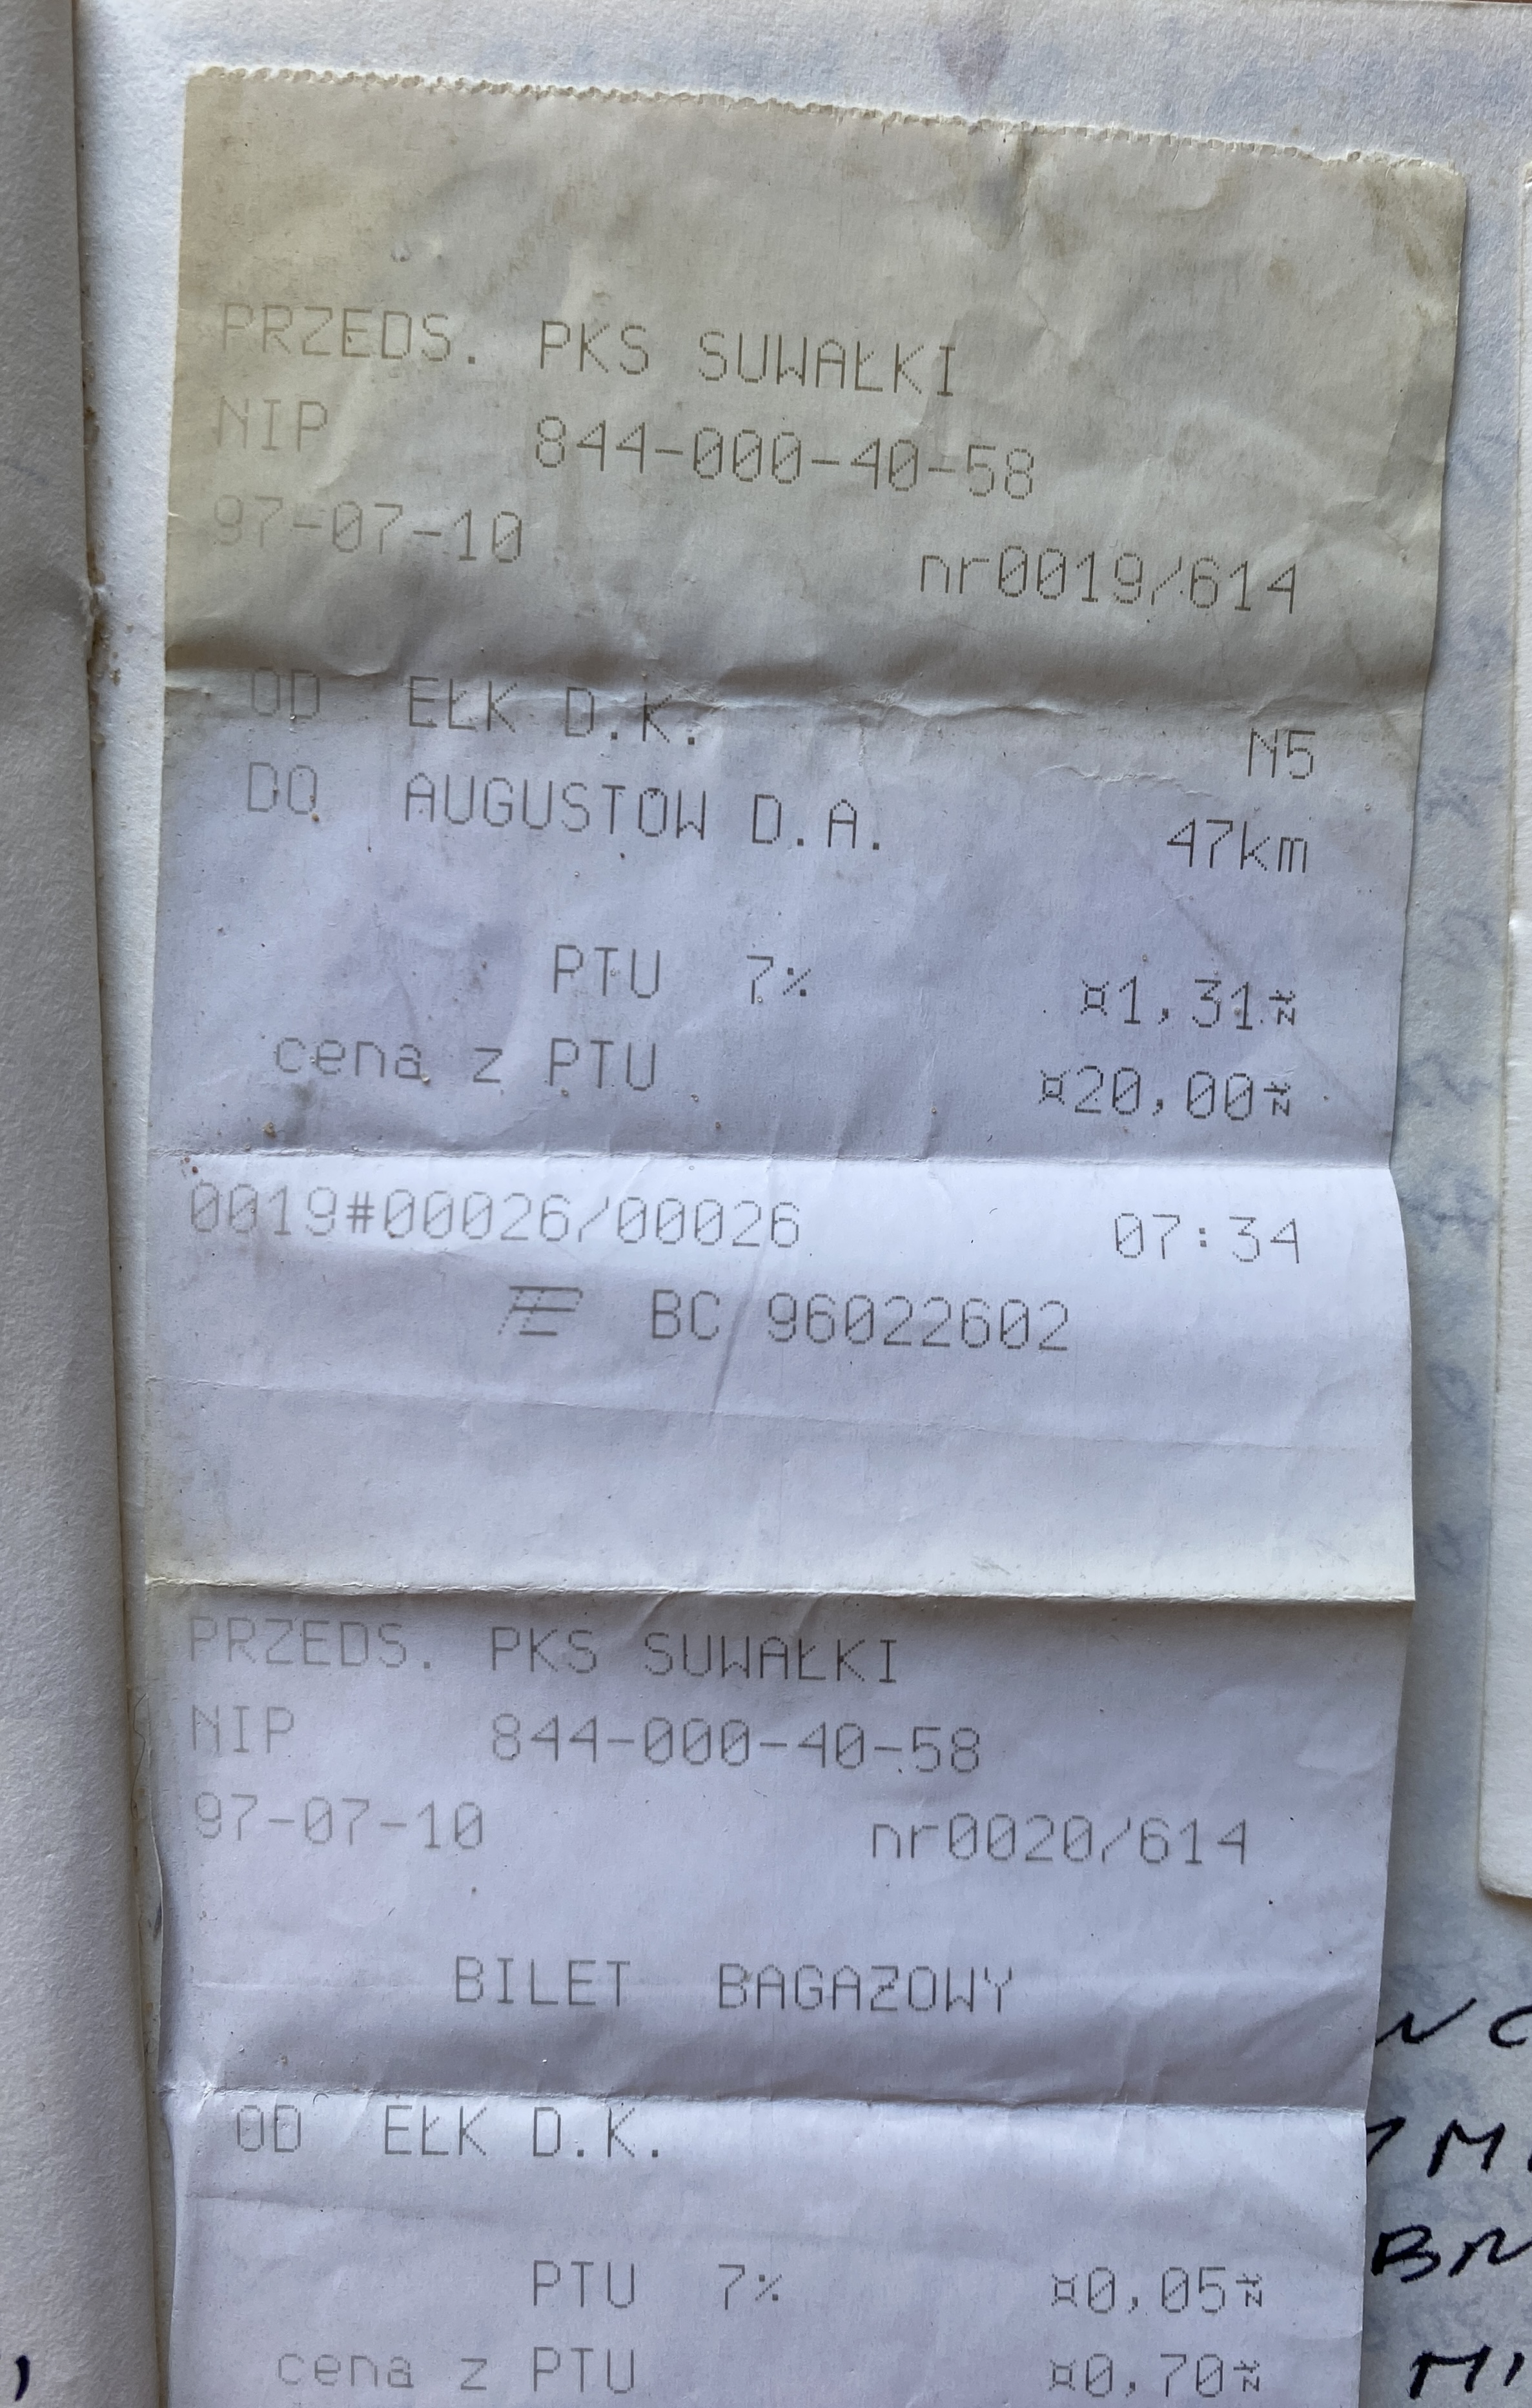 PRZEDS. PKS SUWAŁKI
NIP 844-000-40-58
97-07-10 nr0019/614
OD EŁK D.K. N5
DO AUGUSTOW D.A. 47km
PTU 7% ¤1,31
cena z PTU ¤20,00
0019#00026/00026 07:34
BC 96022602
PRZEDS. PKS SUWAŁKI
NIP 844-000-40-58
97-07-10 nr0020/614
BILET BAGAZOWY
OD EŁK D.K.
PTU 7% ¤0,05
cena z PTU ¤0,70